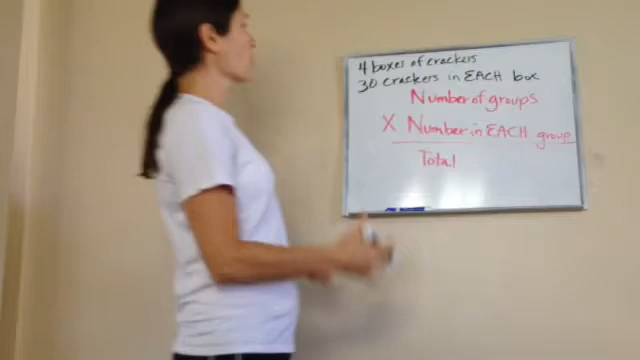 4 boxes of crackers
30 crackers in EACH box
Number of groups
X Number in EACH group
Total